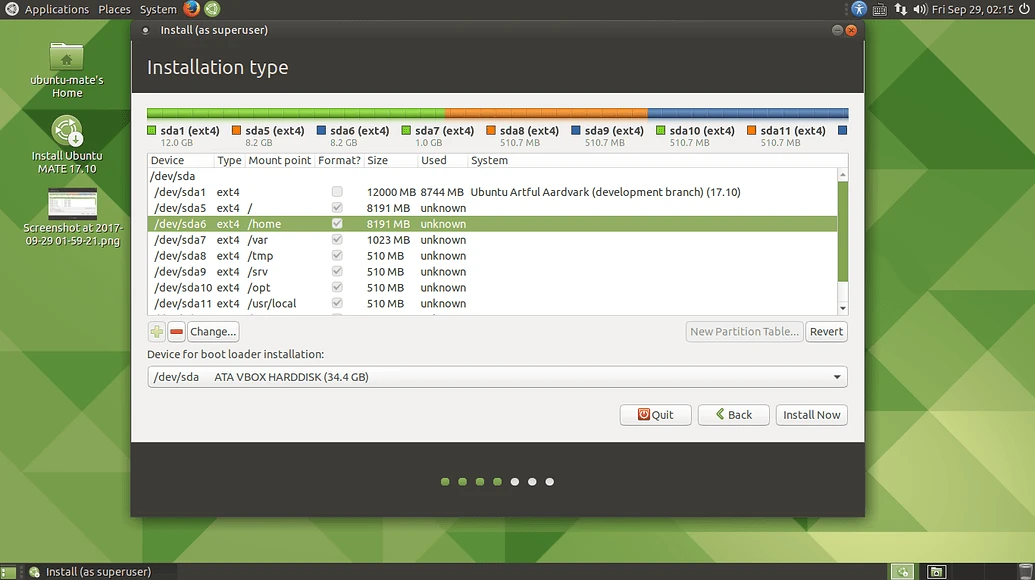 Applications Places System Fri Sep 29, 02:15
ubuntu-mate's
Home
Install Ubuntu
MATE 17.10
Screenshot at 2017-
09-29 01-59-21.png
Install (as superuser)
Installation type
sda1 (ext4) sda5 (ext4) sda6 (ext4) sda7 (ext4) sda8 (ext4) sda9 (ext4) sda10 (ext4) sda11 (ext4)
12.0 GB 8.2 GB 8.2 GB 1.0 GB 510.7 MB 510.7 MB 510.7 MB 510.7 MB
Device Type Mount point Format? Size Used System
/dev/sda
/dev/sda1 ext4 12000 MB 8744 MB Ubuntu Artful Aardvark (development branch) (17.10)
/dev/sda5 ext4 / 8191 MB unknown
/dev/sda6 ext4 /home 8191 MB unknown
/dev/sda7 ext4 /var 1023 MB unknown
/dev/sda8 ext4 /tmp 510 MB unknown
/dev/sda9 ext4 /srv 510 MB unknown
/dev/sda10 ext4 /opt 510 MB unknown
/dev/sda11 ext4 /usr/local 510 MB unknown
Change... New Partition Table... Revert
Device for boot loader installation:
/dev/sda ATA VBOX HARDDISK (34.4 GB)
Quit Back Install Now
Install (as superuser)